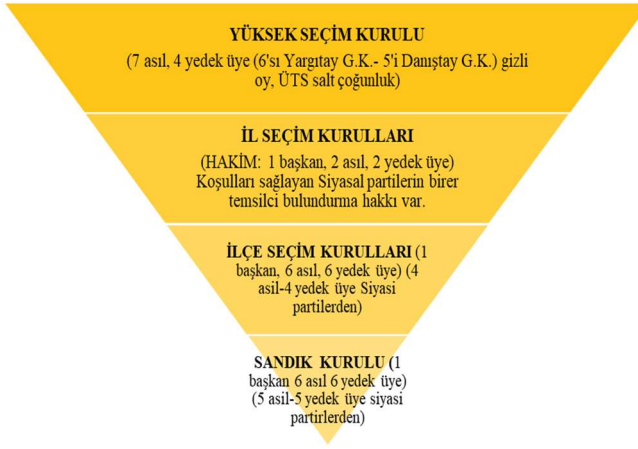 YÜKSEK SEÇİM KURULU
(7 asıl, 4 yedek üye (6'sı Yargıtay G.K.- 5'i Danıştay G.K.) gizli
oy, ÜTS salt çoğunluk)
İL SEÇİM KURULLARI
(HAKİM: 1 başkan, 2 asıl, 2 yedek üye)
Koşulları sağlayan Siyasal partilerin birer
temsilci bulundurma hakkı var.
İLÇE SEÇİM KURULLARI (1
başkan, 6 asıl, 6 yedek üye) (4
asil-4 yedek üye Siyasi
partilerden)
SANDIK KURULU (1
başkan 6 asıl 6 yedek üye)
(5 asil-5 yedek üye siyasi
partirlerden)